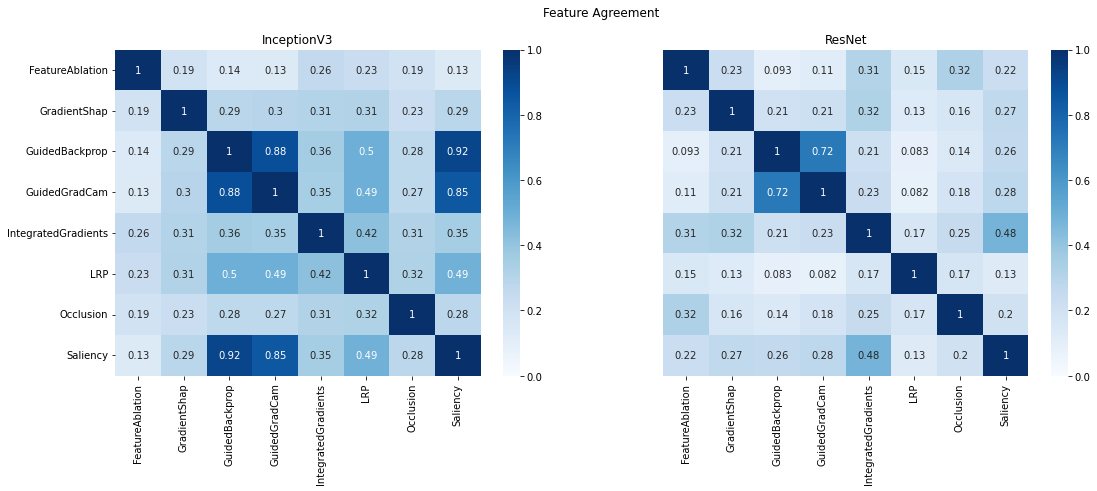 Feature Agreement
InceptionV3
FeatureAblation 1 0.19 0.14 0.13 0.26 0.23 0.19 0.13
GradientShap 0.19 1 0.29 0.3 0.31 0.31 0.23 0.29
GuidedBackprop 0.14 0.29 1 0.88 0.36 0.5 0.28 0.92
GuidedGradCam 0.13 0.3 0.88 1 0.35 0.49 0.27 0.85
IntegratedGradients 0.26 0.31 0.36 0.35 1 0.42 0.31 0.35
LRP 0.23 0.31 0.5 0.49 0.42 1 0.32 0.49
Occlusion 0.19 0.23 0.28 0.27 0.31 0.32 1 0.28
Saliency 0.13 0.29 0.92 0.85 0.35 0.49 0.28 1
FeatureAblation
GradientShap
GuidedBackprop
GuidedGradCam
IntegratedGradients
LRP
Occlusion
Saliency
1.0
0.8
0.6
0.4
0.2
0.0
ResNet
1 0.23 0.093 0.11 0.31 0.15 0.32 0.22
0.23 1 0.21 0.21 0.32 0.13 0.16 0.27
0.093 0.21 1 0.72 0.21 0.083 0.14 0.26
0.11 0.21 0.72 1 0.23 0.082 0.18 0.28
0.31 0.32 0.21 0.23 1 0.17 0.25 0.48
0.15 0.13 0.083 0.082 0.17 1 0.17 0.13
0.32 0.16 0.14 0.18 0.25 0.17 1 0.2
0.22 0.27 0.26 0.28 0.48 0.13 0.2 1
FeatureAblation
GradientShap
GuidedBackprop
GuidedGradCam
IntegratedGradients
LRP
Occlusion
Saliency
1.0
0.8
0.6
0.4
0.2
0.0